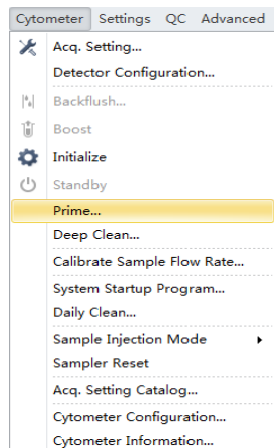 Cytometer Settings QC Advanced
Acq. Setting...
Detector Configuration...
Backflush...
Boost
Initialize
Standby
Prime...
Deep Clean...
Calibrate Sample Flow Rate...
System Startup Program...
Daily Clean...
Sample Injection Mode
Sampler Reset
Acq. Setting Catalog...
Cytometer Configuration...
Cytometer Information...